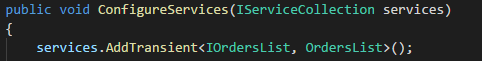 public void ConfigureServices(IServiceCollection services)
{
services.AddTransient<IOrdersList, OrdersList>();